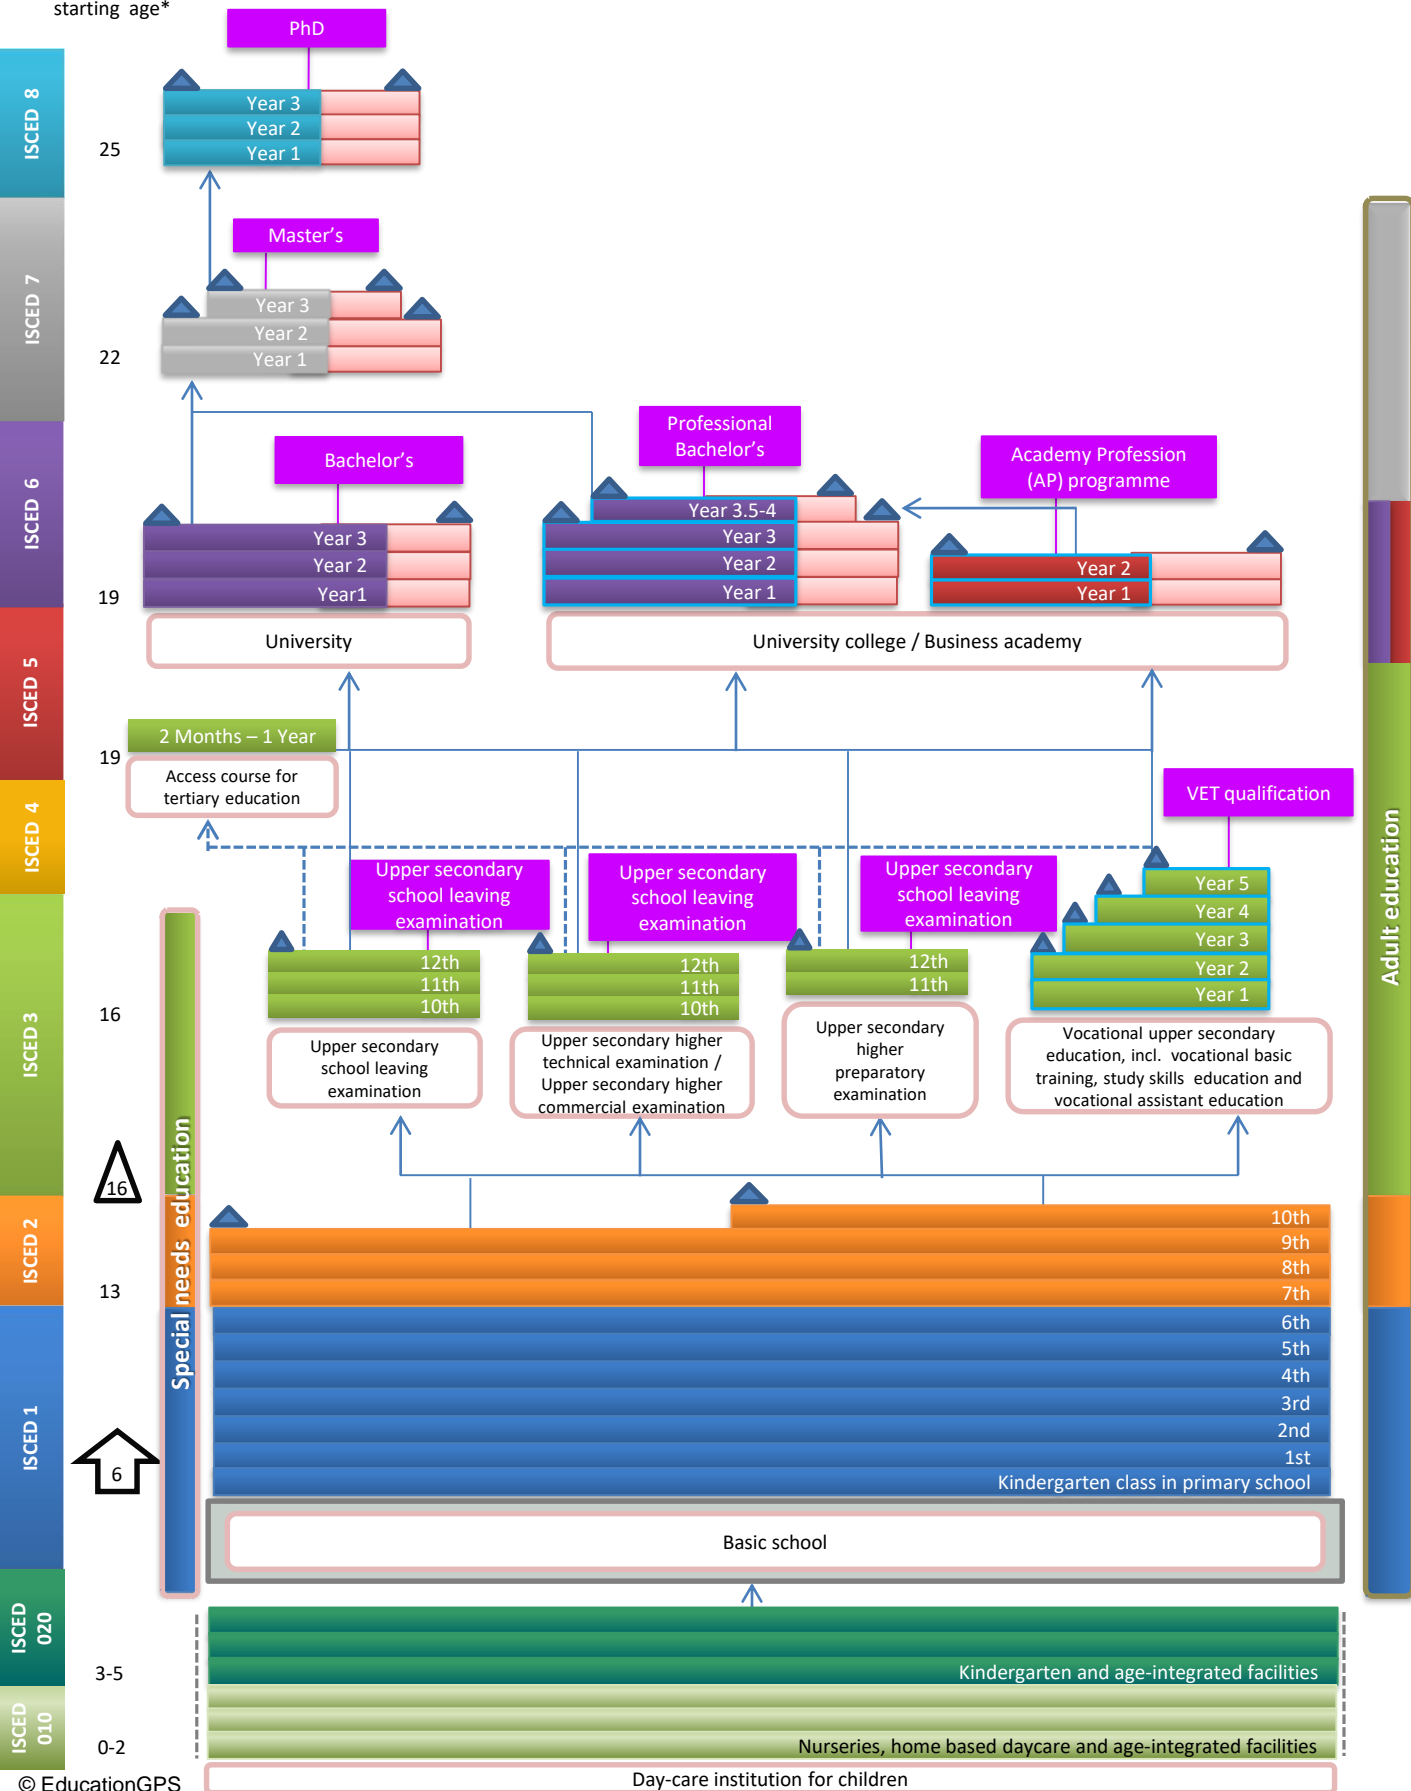 starting age*
PhD
ISCED 8
Year 3
Year 2
Year 1
25
Master's
ISCED 7
Year 3
Year 2
Year 1
22
Professional
Bachelor's
Bachelor's
Academy Profession
(AP) programme
ISCED 6
Year 3
Year 2
Year1
Year 3.5-4
Year 3
Year 2
Year 1
Year 2
Year 1
19
University
University college / Business academy
ISCED 5
2 Months – 1 Year
19
Access course for
tertiary education
VET qualification
ISCED 4
Adult education
Upper secondary
school leaving
examination
Upper secondary
school leaving
examination
Upper secondary
school leaving
examination
12th
11th
10th
12th
11th
10th
12th
11th
Year 5
Year 4
Year 3
Year 2
Year 1
ISCED 3
16
Upper secondary
school leaving
examination
Upper secondary higher
technical examination /
Upper secondary higher
commercial examination
Upper secondary
higher
preparatory
examination
Vocational upper secondary
education, incl. vocational basic
training, study skills education and
vocational assistant education
Special needs education
16
ISCED 2
10th
9th
8th
7th
13
ISCED 1
6th
5th
4th
3rd
2nd
1st
Kindergarten class in primary school
6
Basic school
ISCED
020
3-5
Kindergarten and age-integrated facilities
ISCED
010
0-2
Nurseries, home based daycare and age-integrated facilities
Day-care institution for children
© EducationGPS